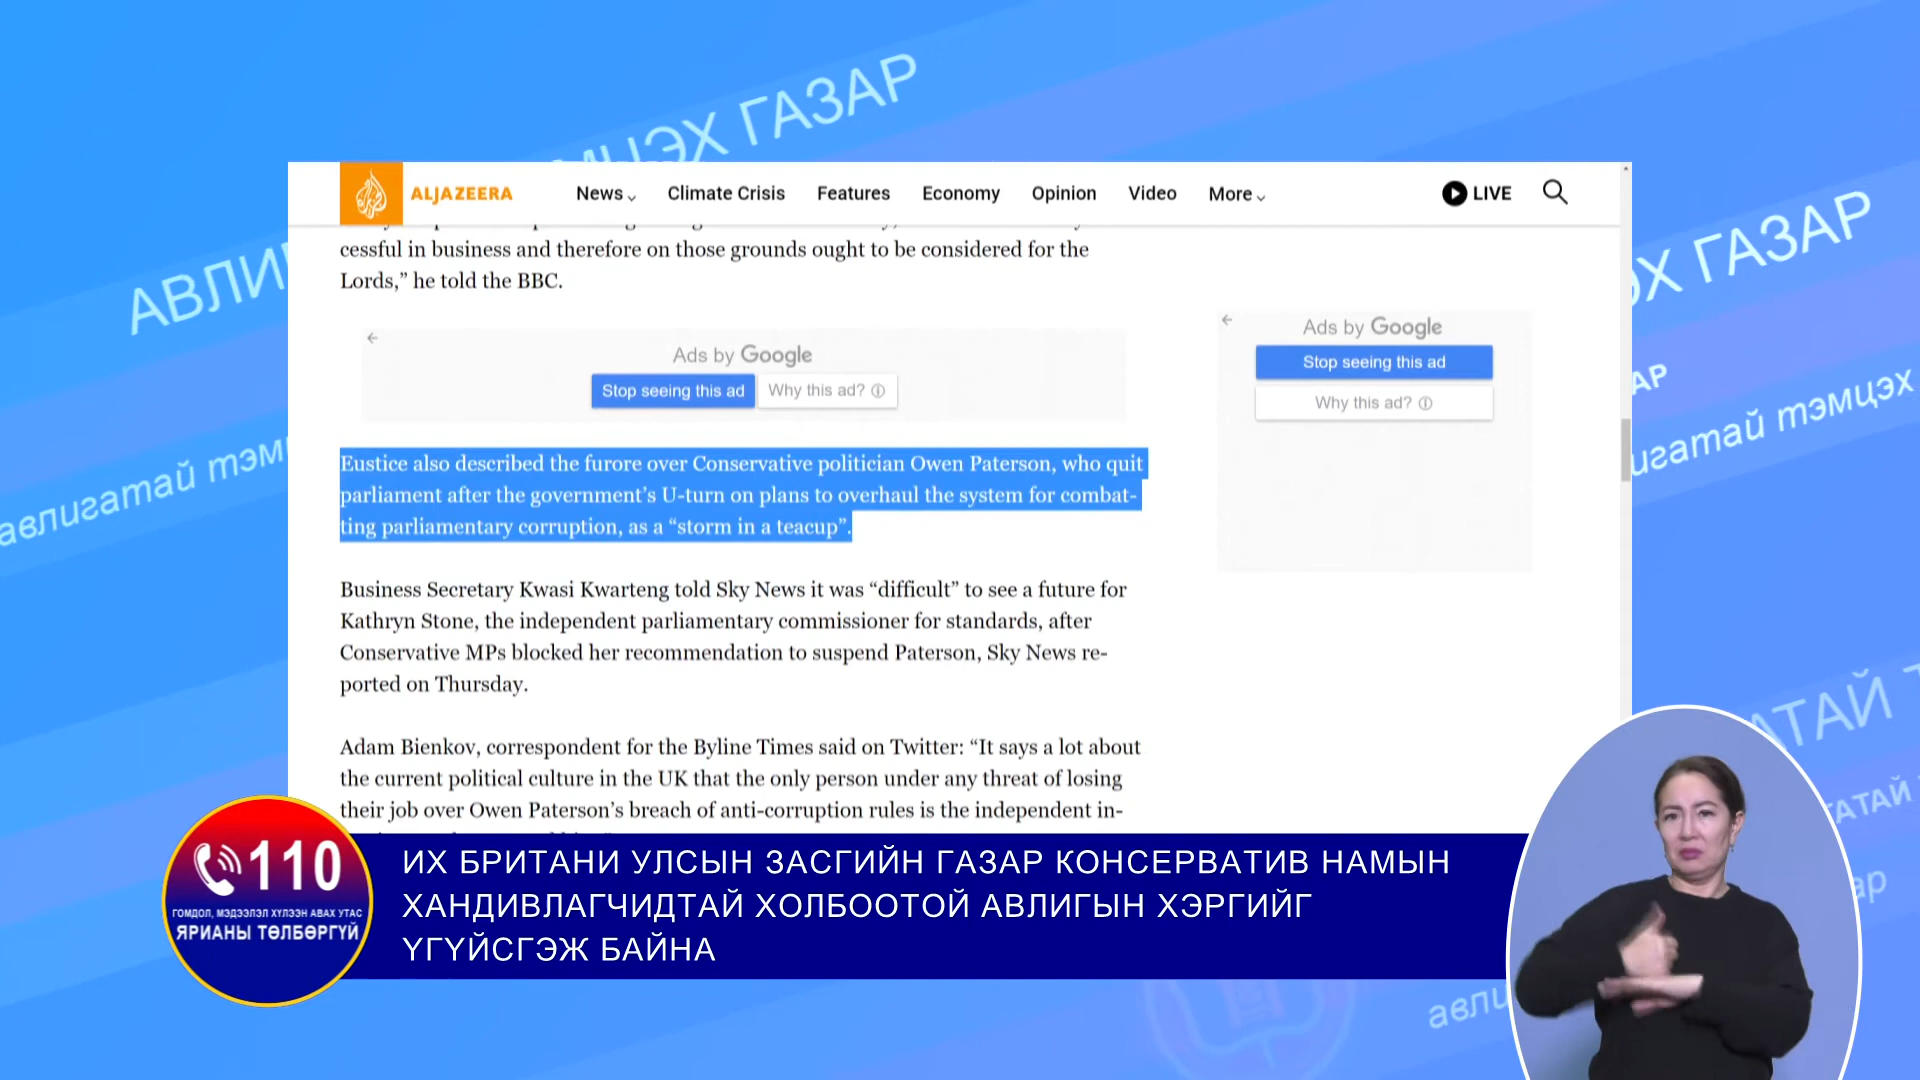 МЦЭХ ГАЗАР
АВЛИ
ЭХ ГАЗАР
АР
авлигатай тэм
лигатай тэмцэх
АТАЙ Т
ГАТАЙ
ар
авли
ALJAZEERA
News
Climate Crisis
Features
Economy
Opinion
Video
More
LIVE
cessful in business and therefore on those grounds ought to be considered for the
Lords,” he told the BBC.
Ads by Google
Stop seeing this ad
Why this ad?
Ads by Google
Stop seeing this ad
Why this ad?
Eustice also described the furore over Conservative politician Owen Paterson, who quit
parliament after the government’s U-turn on plans to overhaul the system for combat-
ting parliamentary corruption, as a “storm in a teacup”.
Business Secretary Kwasi Kwarteng told Sky News it was “difficult” to see a future for
Kathryn Stone, the independent parliamentary commissioner for standards, after
Conservative MPs blocked her recommendation to suspend Paterson, Sky News re-
ported on Thursday.
Adam Bienkov, correspondent for the Byline Times said on Twitter: “It says a lot about
the current political culture in the UK that the only person under any threat of losing
their job over Owen Paterson’s breach of anti-corruption rules is the independent in-
110
ГОМДОЛ, МЭДЭЭЛЭЛ ХҮЛЭЭН АВАХ УТАС
ЯРИАНЫ ТӨЛБӨРГҮЙ
ИХ БРИТАНИ УЛСЫН ЗАСГИЙН ГАЗАР КОНСЕРВАТИВ НАМЫН
ХАНДИВЛАГЧИДТАЙ ХОЛБООТОЙ АВЛИГЫН ХЭРГИЙГ
ҮГҮЙСГЭЖ БАЙНА